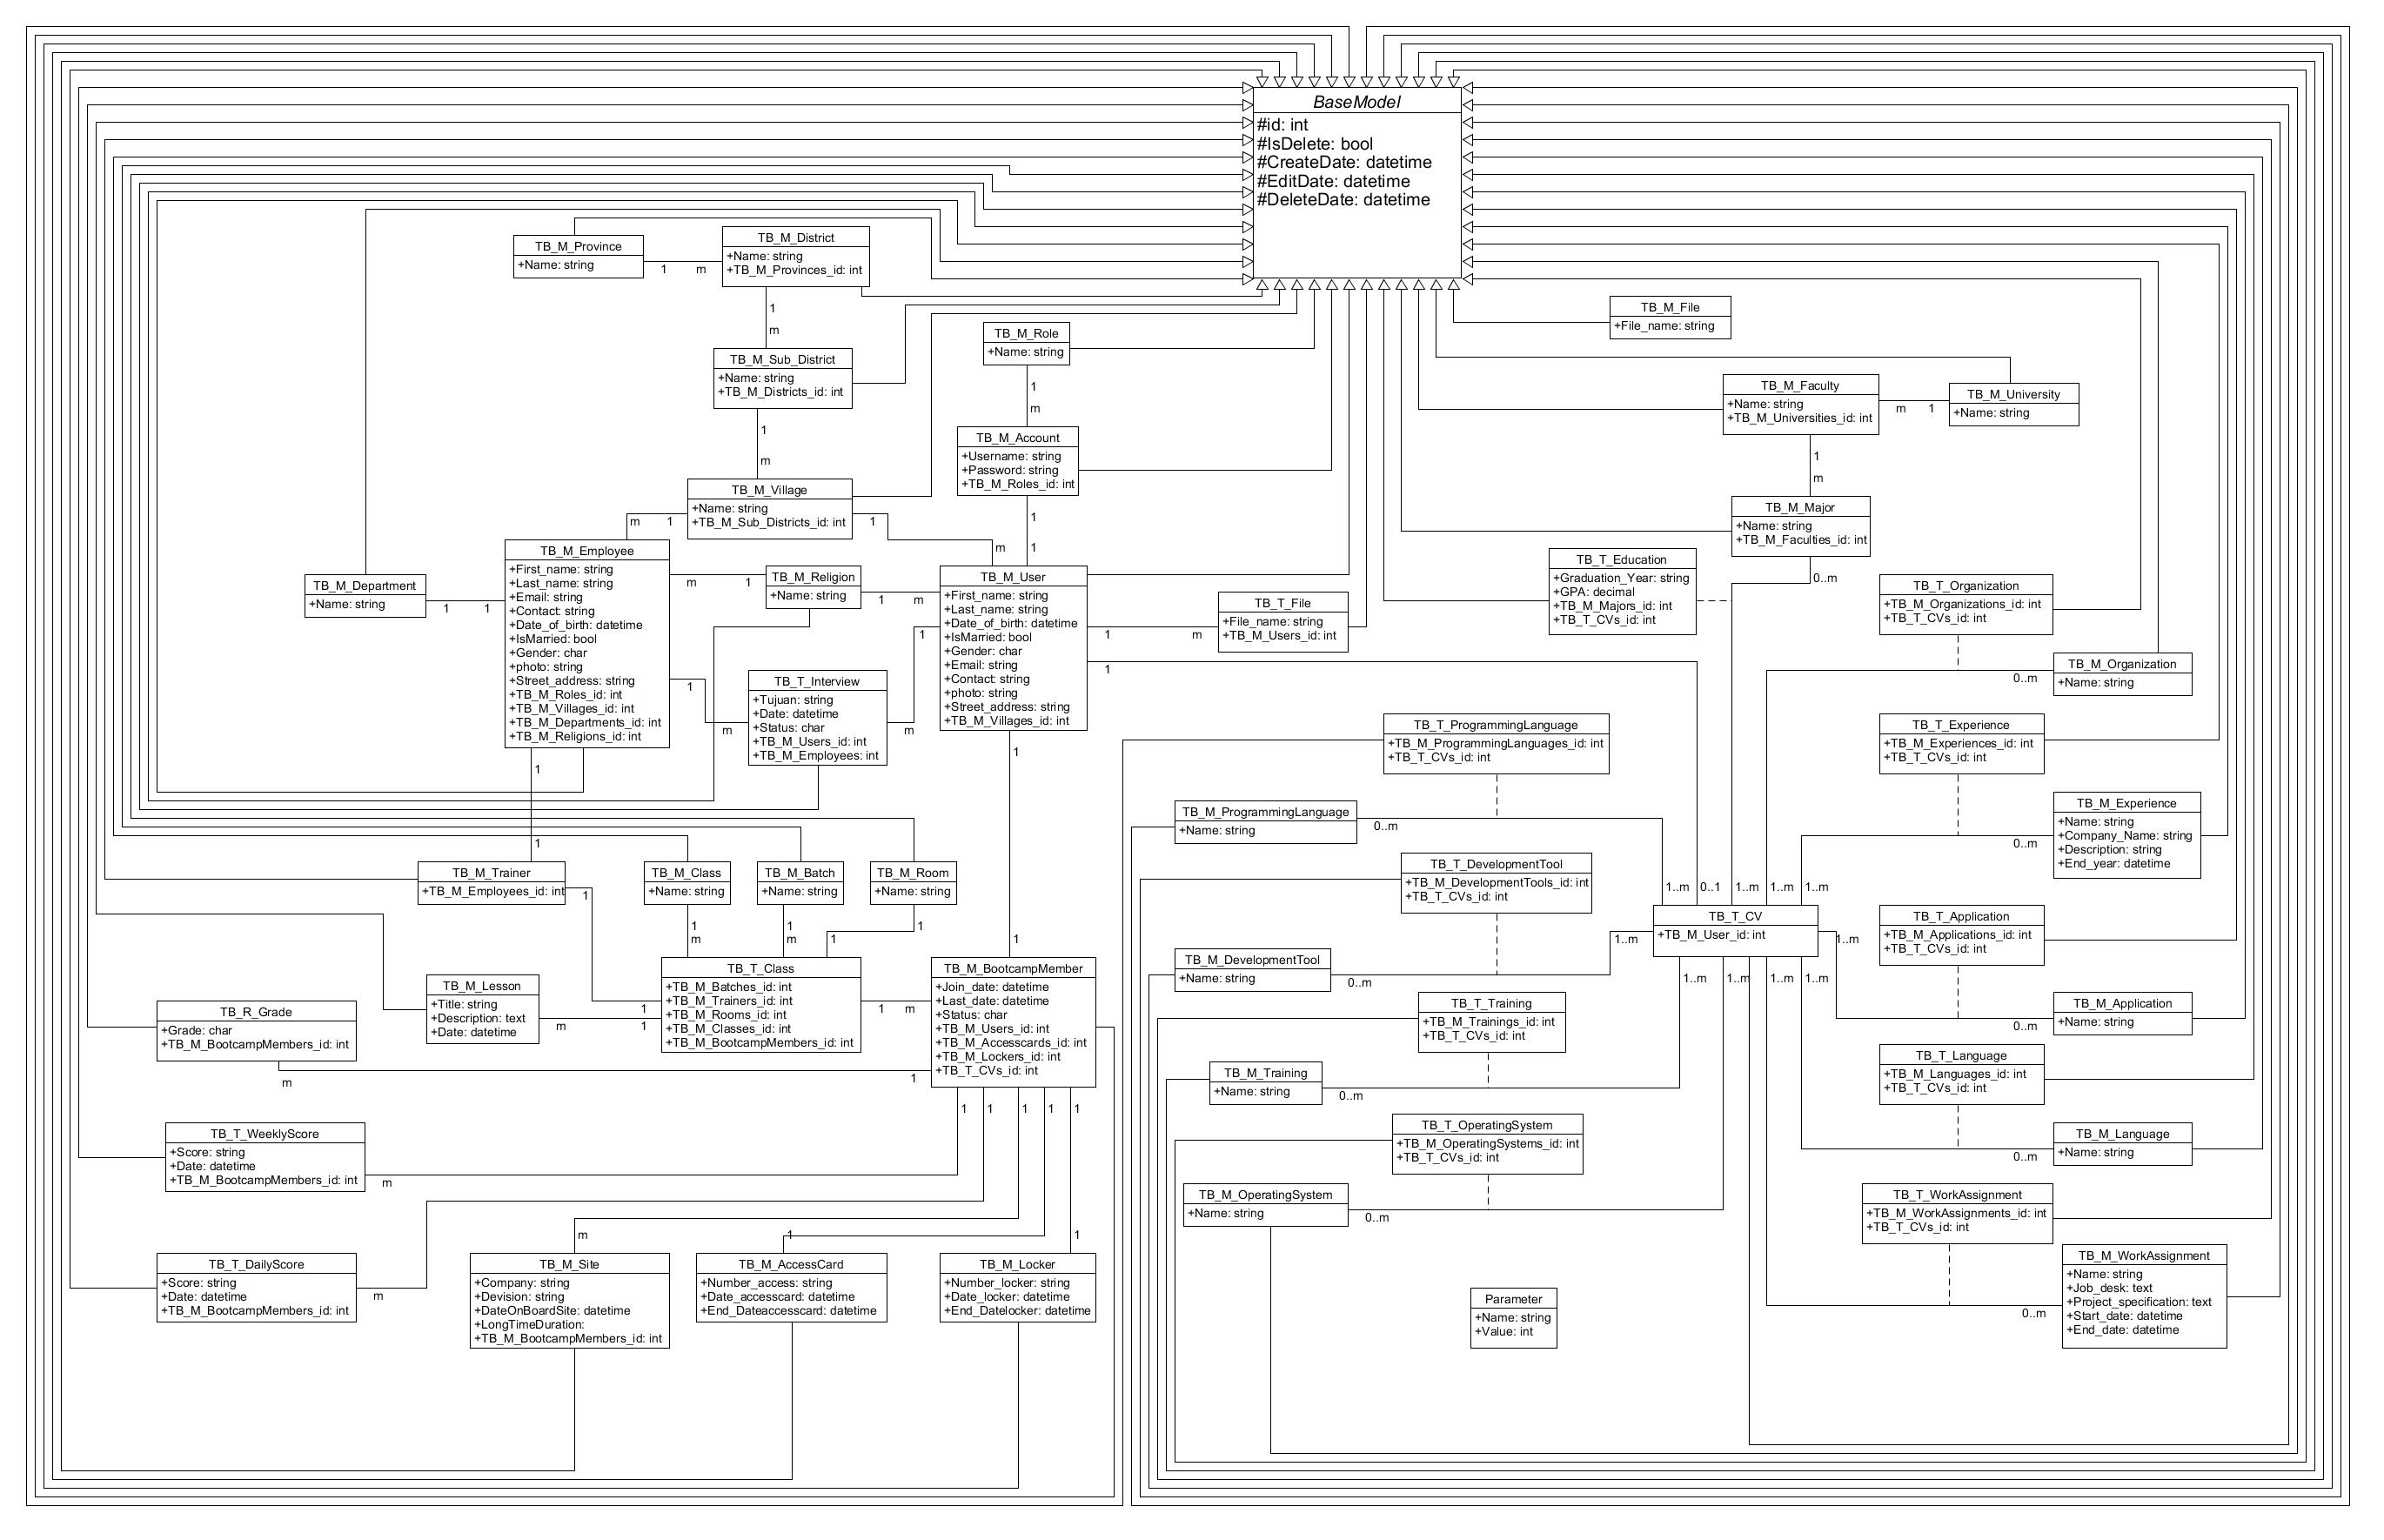 BaseModel
#id: int
#IsDelete: bool
#CreateDate: datetime
#EditDate: datetime
#DeleteDate: datetime
TB_M_Province
+Name: string
1
m
TB_M_District
+Name: string
+TB_M_Provinces_id: int
1
m
TB_M_Sub_District
+Name: string
+TB_M_Districts_id: int
1
m
TB_M_Village
+Name: string
+TB_M_Sub_Districts_id: int
m
1
1
m
TB_M_Role
+Name: string
1
m
TB_M_Account
+Username: string
+Password: string
+TB_M_Roles_id: int
1
1
TB_M_File
+File_name: string
TB_M_Faculty
+Name: string
+TB_M_Universities_id: int
m
1
TB_M_University
+Name: string
1
m
TB_M_Major
+Name: string
+TB_M_Faculties_id: int
0..m
TB_T_Education
+Graduation_Year: string
+GPA: decimal
+TB_M_Majors_id: int
+TB_T_CVs_id: int
TB_M_Department
+Name: string
1
1
TB_M_Employee
+First_name: string
+Last_name: string
+Email: string
+Contact: string
+Date_of_birth: datetime
+IsMarried: bool
+Gender: char
+photo: string
+Street_address: string
+TB_M_Roles_id: int
+TB_M_Villages_id: int
+TB_M_Departments_id: int
+TB_M_Religions_id: int
m
1
TB_M_Religion
+Name: string
1
m
TB_M_User
+First_name: string
+Last_name: string
+Date_of_birth: datetime
+IsMarried: bool
+Gender: char
+Email: string
+Contact: string
+photo: string
+Street_address: string
+TB_M_Villages_id: int
1
m
TB_T_File
+File_name: string
+TB_M_Users_id: int
1
1
m
TB_T_Interview
+Tujuan: string
+Date: datetime
+Status: char
+TB_M_Users_id: int
+TB_M_Employees: int
1
m
1
TB_T_Organization
+TB_M_Organizations_id: int
+TB_T_CVs_id: int
TB_M_Organization
+Name: string
0..m
TB_T_ProgrammingLanguage
+TB_M_ProgrammingLanguages_id: int
+TB_T_CVs_id: int
TB_T_Experience
+TB_M_Experiences_id: int
+TB_T_CVs_id: int
TB_M_ProgrammingLanguage
+Name: string
0..m
TB_M_Experience
+Name: string
+Company_Name: string
+Description: string
+End_year: datetime
0..m
1
1
TB_M_Trainer
+TB_M_Employees_id: int
1
TB_M_Class
+Name: string
1
m
TB_M_Batch
+Name: string
1
m
TB_M_Room
+Name: string
1
1
TB_T_DevelopmentTool
+TB_M_DevelopmentTools_id: int
+TB_T_CVs_id: int
1..m
0..1
1..m
1..m
1..m
TB_T_CV
+TB_M_User_id: int
1..m
1..m
1..m
1..m
1..m
1..m
TB_T_Application
+TB_M_Applications_id: int
+TB_T_CVs_id: int
TB_M_DevelopmentTool
+Name: string
0..m
TB_M_Application
+Name: string
0..m
TB_M_Lesson
+Title: string
+Description: text
+Date: datetime
m
1
1
TB_T_Class
+TB_M_Batches_id: int
+TB_M_Trainers_id: int
+TB_M_Rooms_id: int
+TB_M_Classes_id: int
+TB_M_BootcampMembers_id: int
1
m
1
TB_M_BootcampMember
+Join_date: datetime
+Last_date: datetime
+Status: char
+TB_M_Users_id: int
+TB_M_Accesscards_id: int
+TB_M_Lockers_id: int
+TB_T_CVs_id: int
TB_R_Grade
+Grade: char
+TB_M_BootcampMembers_id: int
m
1
TB_T_Training
+TB_M_Trainings_id: int
+TB_T_CVs_id: int
TB_M_Training
+Name: string
0..m
TB_T_Language
+TB_M_Languages_id: int
+TB_T_CVs_id: int
TB_M_Language
+Name: string
0..m
1
1
1
1
1
TB_T_WeeklyScore
+Score: string
+Date: datetime
+TB_M_BootcampMembers_id: int
m
TB_T_OperatingSystem
+TB_M_OperatingSystems_id: int
+TB_T_CVs_id: int
TB_M_OperatingSystem
+Name: string
0..m
TB_T_WorkAssignment
+TB_M_WorkAssignments_id: int
+TB_T_CVs_id: int
TB_M_WorkAssignment
+Name: string
+Job_desk: text
+Project_specification: text
+Start_date: datetime
+End_date: datetime
0..m
TB_T_DailyScore
+Score: string
+Date: datetime
+TB_M_BootcampMembers_id: int
m
m
TB_M_Site
+Company: string
+Devision: string
+DateOnBoardSite: datetime
+LongTimeDuration:
+TB_M_BootcampMembers_id: int
1
TB_M_AccessCard
+Number_access: string
+Date_accesscard: datetime
+End_Dateaccesscard: datetime
1
TB_M_Locker
+Number_locker: string
+Date_locker: datetime
+End_Datelocker: datetime
Parameter
+Name: string
+Value: int